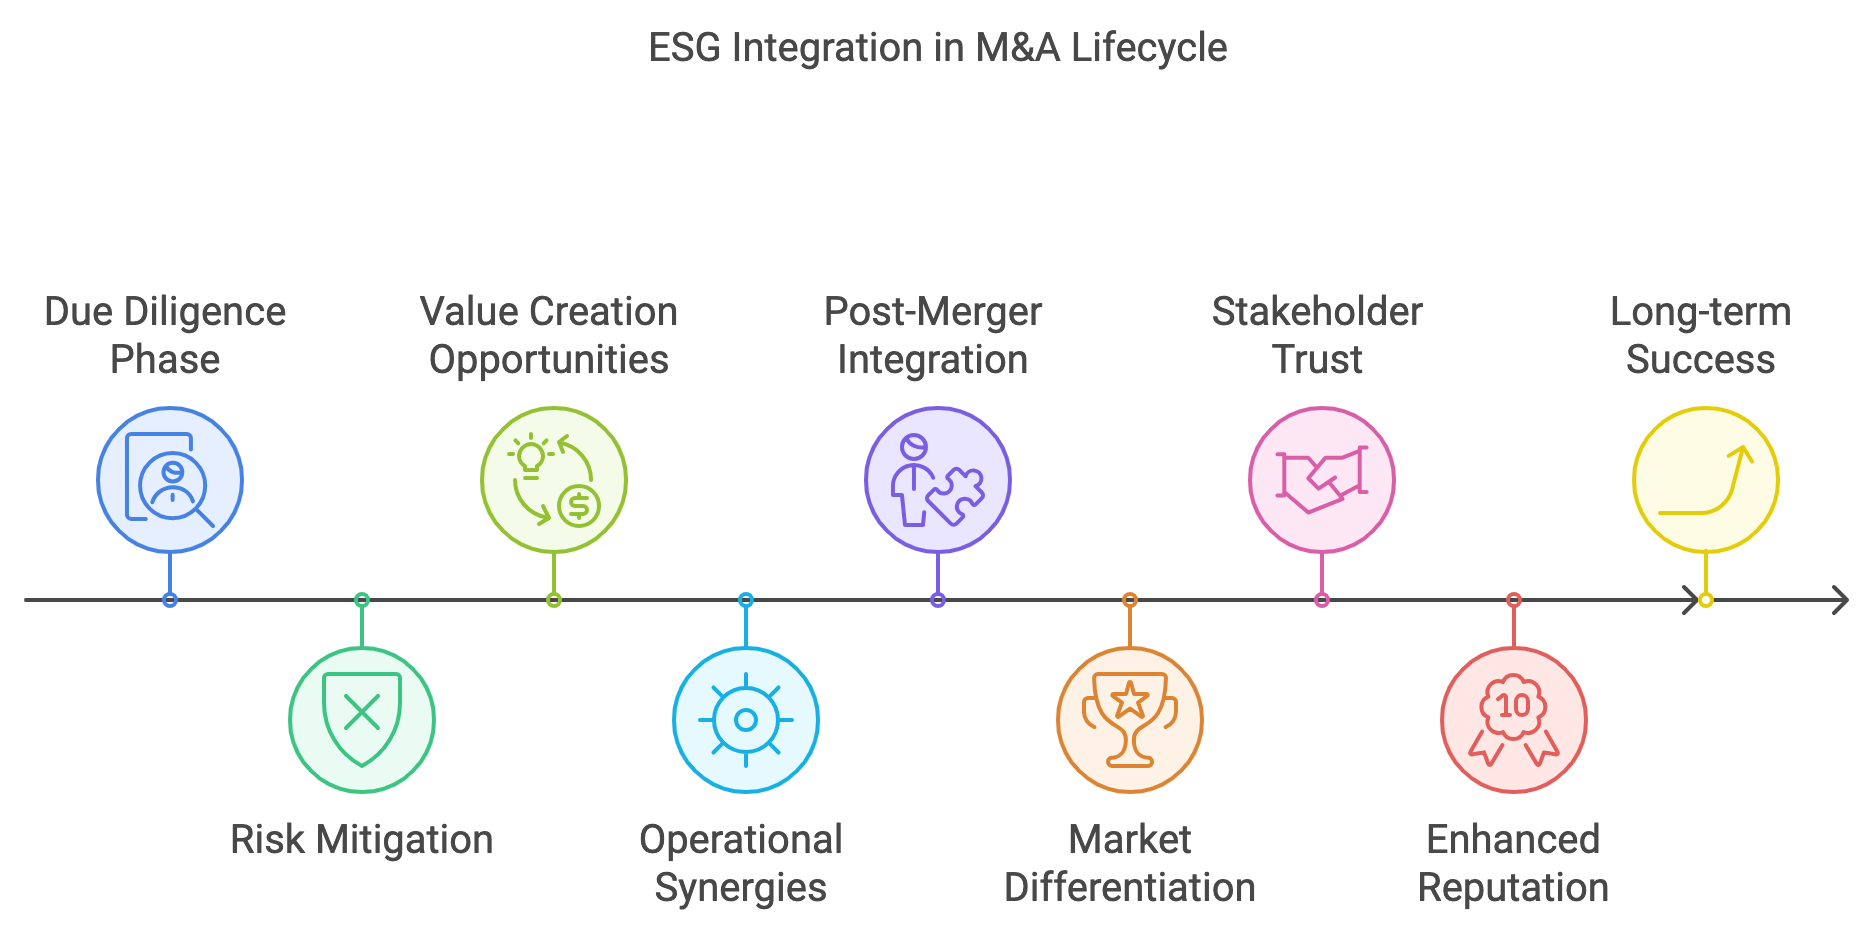 ESG Integration in M&A Lifecycle
Due Diligence
Phase
Value Creation
Opportunities
Post-Merger
Integration
Stakeholder
Trust
Long-term
Success
$
10
Risk Mitigation
Operational
Synergies
Market
Differentiation
Enhanced
Reputation